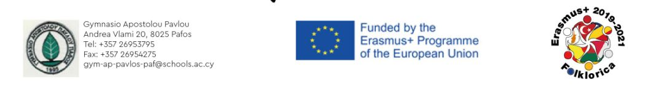 Gymnasio Apostolou Pavlou
Andrea Vlami 20, 8025 Pafos
Tel: +357 26953795
Fax: +357 26954275
gym-ap-pavlos-paf@schools.ac.cy
Funded by the
Erasmus+ Programme
of the European Union
Erasmus+ 2019-2021
Folklorica